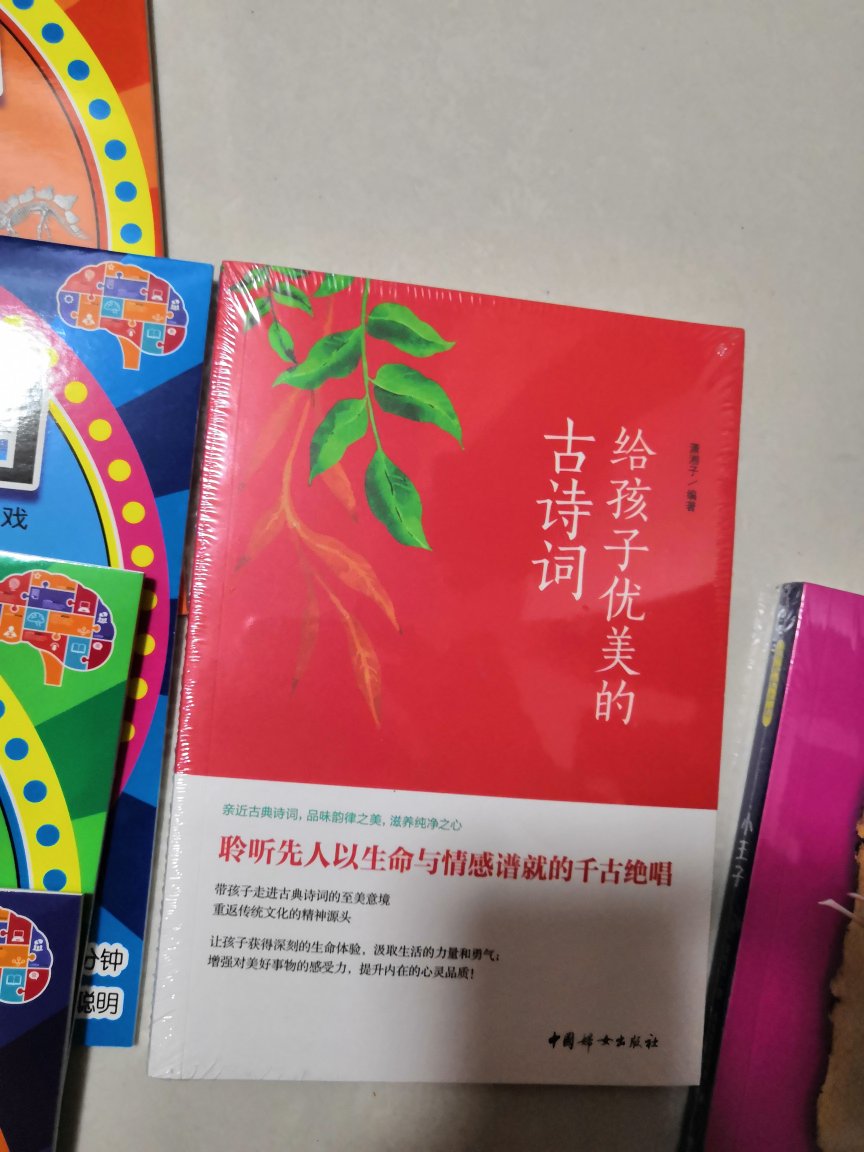 给孩子优美的
古诗词
潇湘子／编著
亲近古典诗词，品味韵律之美，滋养纯净之心
聆听先人以生命与情感谱就的千古绝唱
带孩子走进古典诗词的至美意境
重返传统文化的精神源头
让孩子获得深刻的生命体验，汲取生活的力量和勇气；
增强对美好事物的感受力，提升内在的心灵品质！
中国妇女出版社
戏
分钟
聪明
小王子